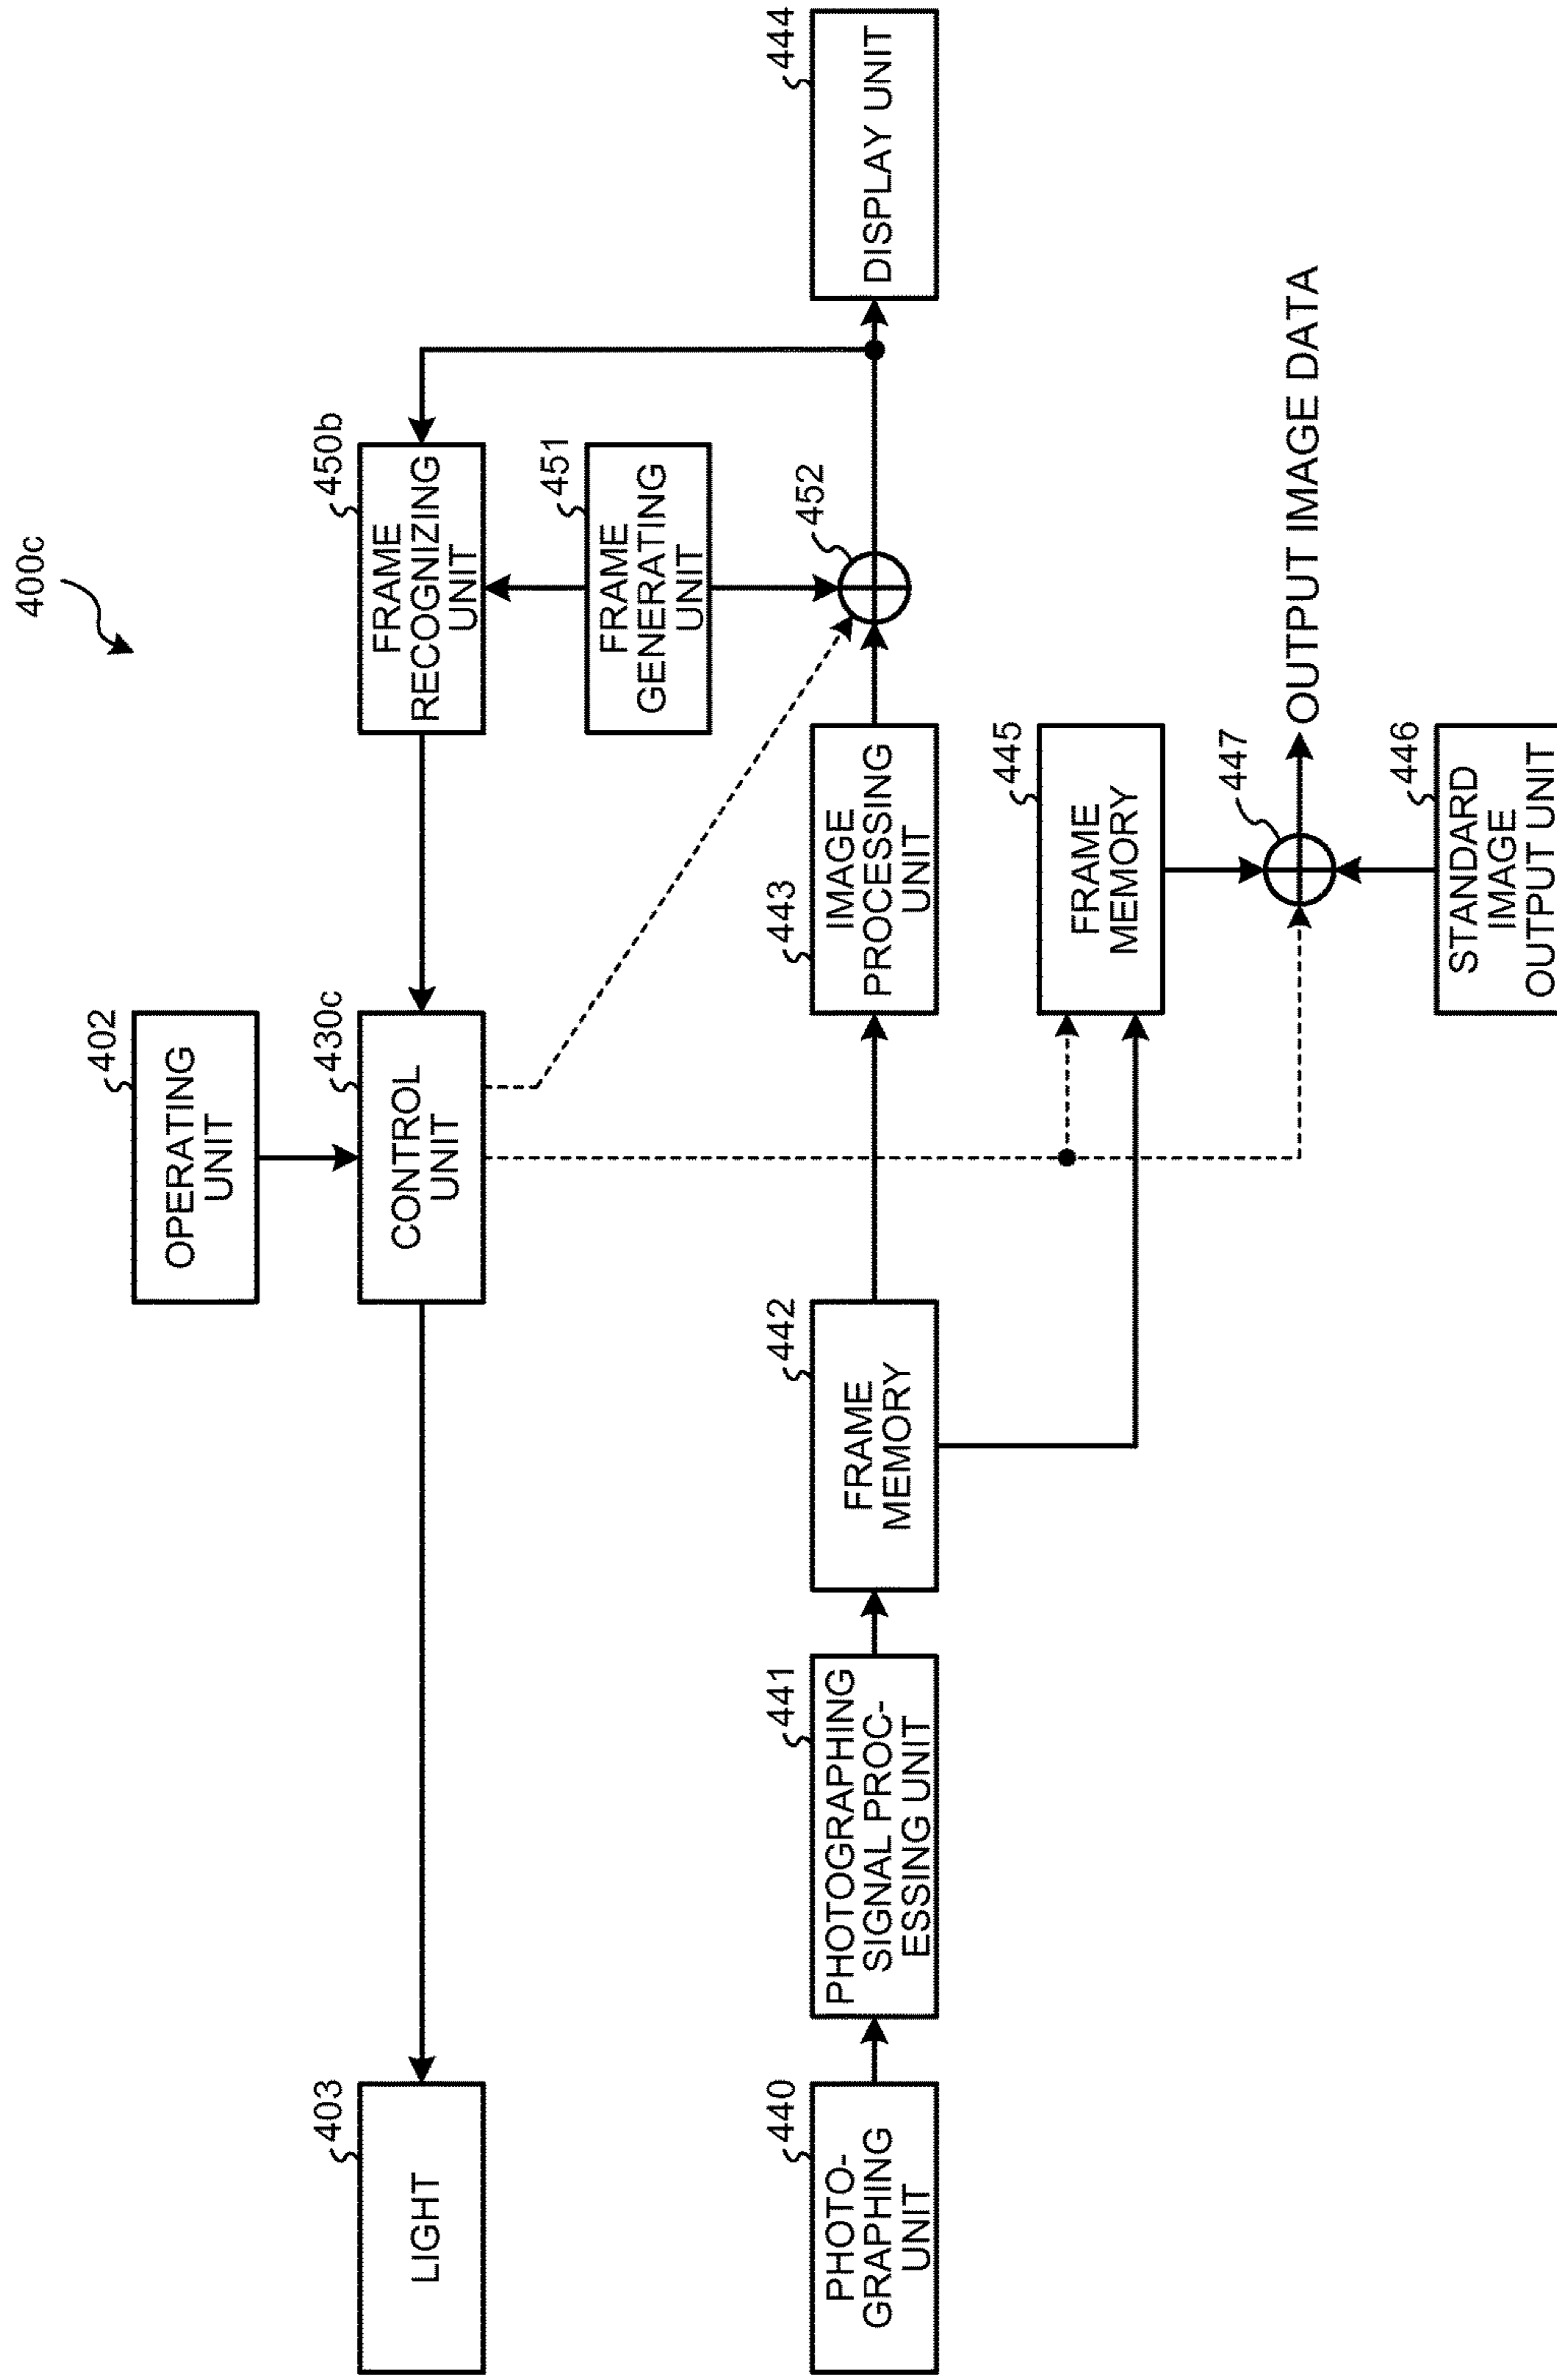 400c
402
OPERATING
UNIT
403
LIGHT
430c
CONTROL
UNIT
450b
FRAME
RECOGNIZING
UNIT
451
FRAME
GENERATING
UNIT
452
440
PHOTO-
GRAPHING
UNIT
441
PHOTOGRAPHING
SIGNAL PROC-
ESSING UNIT
442
FRAME
MEMORY
443
IMAGE
PROCESSING
UNIT
444
DISPLAY UNIT
445
FRAME
MEMORY
447
OUTPUT IMAGE DATA
446
STANDARD
IMAGE
OUTPUT UNIT